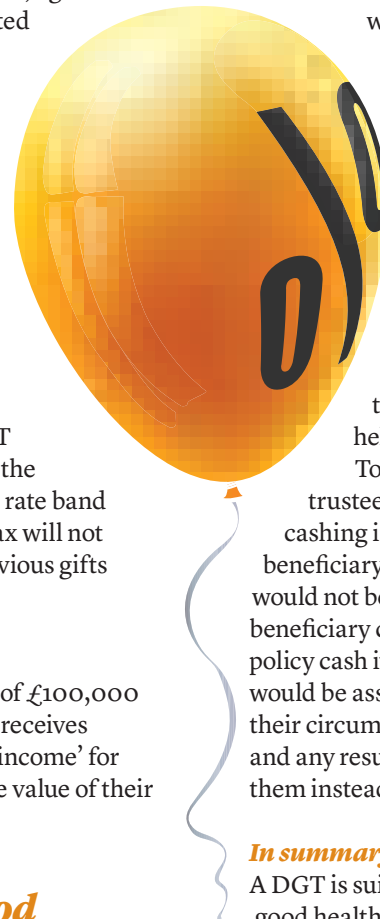 ted
T
the
rate band
ax will not
vious gifts
of £100,000
receives
income’ for
e value of their
od
%
w
t
he
To
trustee
cashing i
beneficiary
would not be
beneficiary c
policy cash i
would be ass
their circum
and any resu
them instead
In summary
A DGT is sui
good health